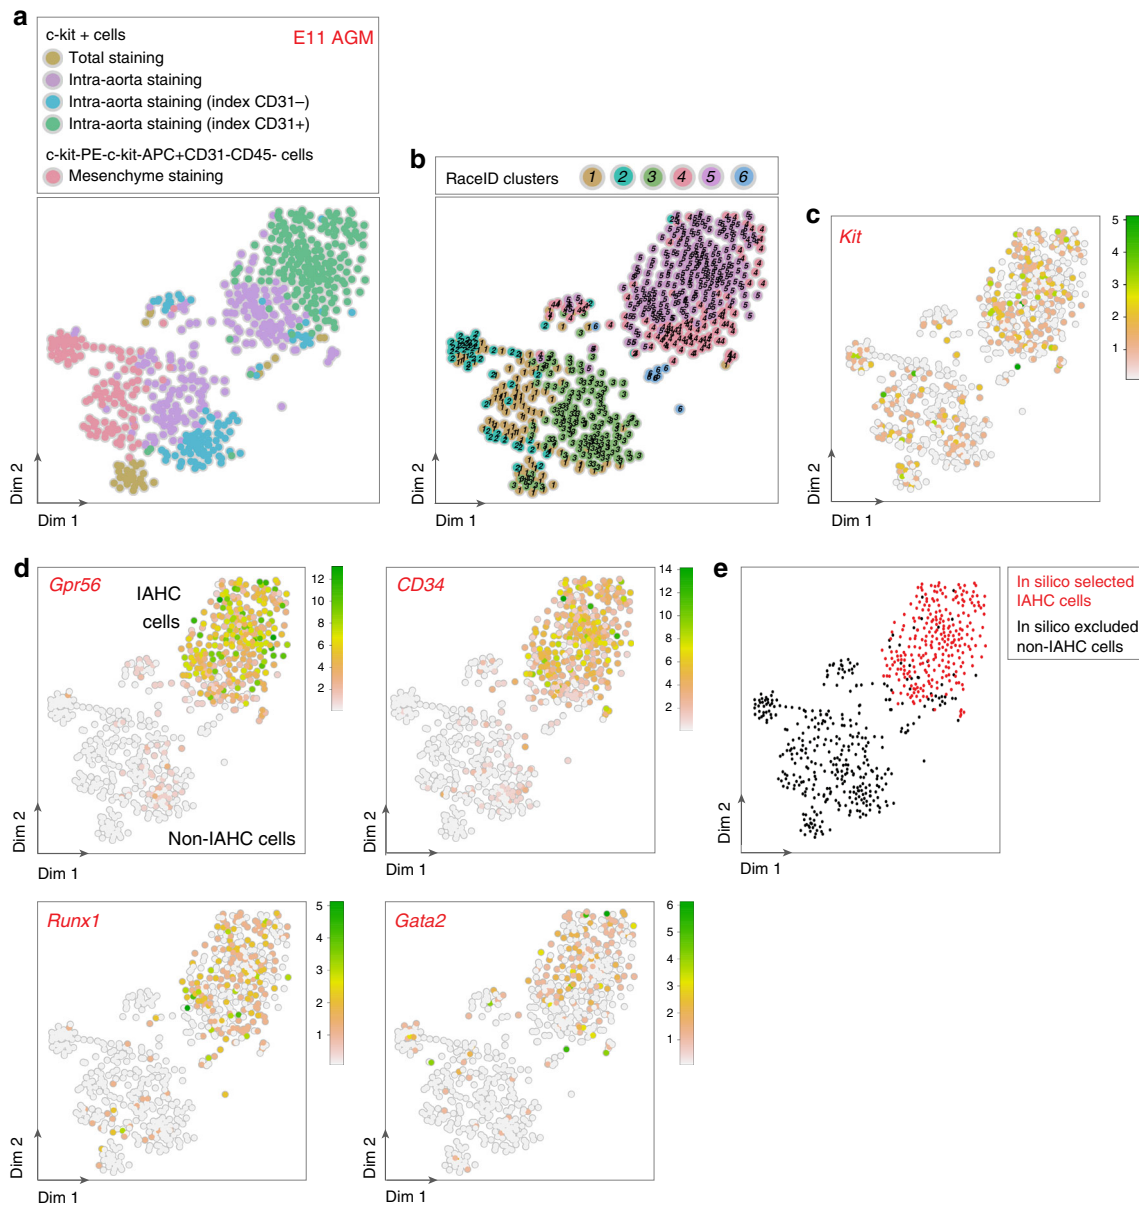 a
c-kit + cells
E11 AGM
Total staining
Intra-aorta staining
Intra-aorta staining (index CD31–)
Intra-aorta staining (index CD31+)
c-kit-PE-c-kit-APC+CD31-CD45- cells
Mesenchyme staining
Dim 2
Dim 1
b
RaceID clusters 1 2 3 4 5 6
Dim 2
Dim 1
c
Kit
5
4
3
2
1
Dim 2
Dim 1
d
Gpr56
IAHC
cells
Non-IAHC cells
12
10
8
6
4
2
Dim 2
Dim 1
CD34
14
12
10
8
6
4
2
Dim 2
Dim 1
e
In silico selected
IAHC cells
In silico excluded
non-IAHC cells
Dim 2
Dim 1
Runx1
5
4
3
2
1
Dim 2
Dim 1
Gata2
6
5
4
3
2
1
Dim 2
Dim 1